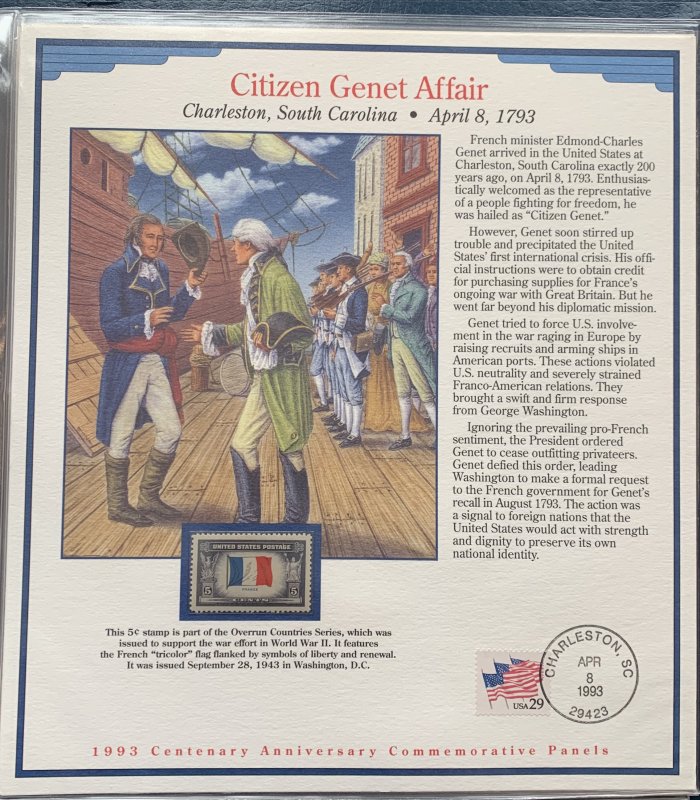 Citizen Genet Affair
Charleston, South Carolina • April 8, 1793
French minister Edmond-Charles
Genet arrived in the United States at
Charleston, South Carolina exactly 200
years ago, on April 8, 1793. Enthusias-
tically welcomed as the representative
of a people fighting for freedom, he
was hailed as “Citizen Genet.”
However, Genet soon stirred up
trouble and precipitated the United
States’ first international crisis. His offi-
cial instructions were to obtain credit
for purchasing supplies for France’s
ongoing war with Great Britain. But he
went far beyond his diplomatic mission.
Genet tried to force U.S. involve-
ment in the war raging in Europe by
raising recruits and arming ships in
American ports. These actions violated
U.S. neutrality and severely strained
Franco-American relations. They
brought a swift and firm response
from George Washington.
Ignoring the prevailing pro-French
sentiment, the President ordered
Genet to cease outfitting privateers.
Genet defied this order, leading
Washington to make a formal request
to the French government for Genet’s
recall in August 1793. The action was
a signal to foreign nations that the
United States would act with strength
and dignity to preserve its own
national identity.
UNITED STATES POSTAGE
FRANCE
5 5
CENTS
This 5¢ stamp is part of the Overrun Countries Series, which was
issued to support the war effort in World War II. It features
the French “tricolor” flag flanked by symbols of liberty and renewal.
It was issued September 28, 1943 in Washington, D.C.
USA 29
CHARLESTON, SC
APR
8
1993
29423
1993 Centenary Anniversary Commemorative Panels